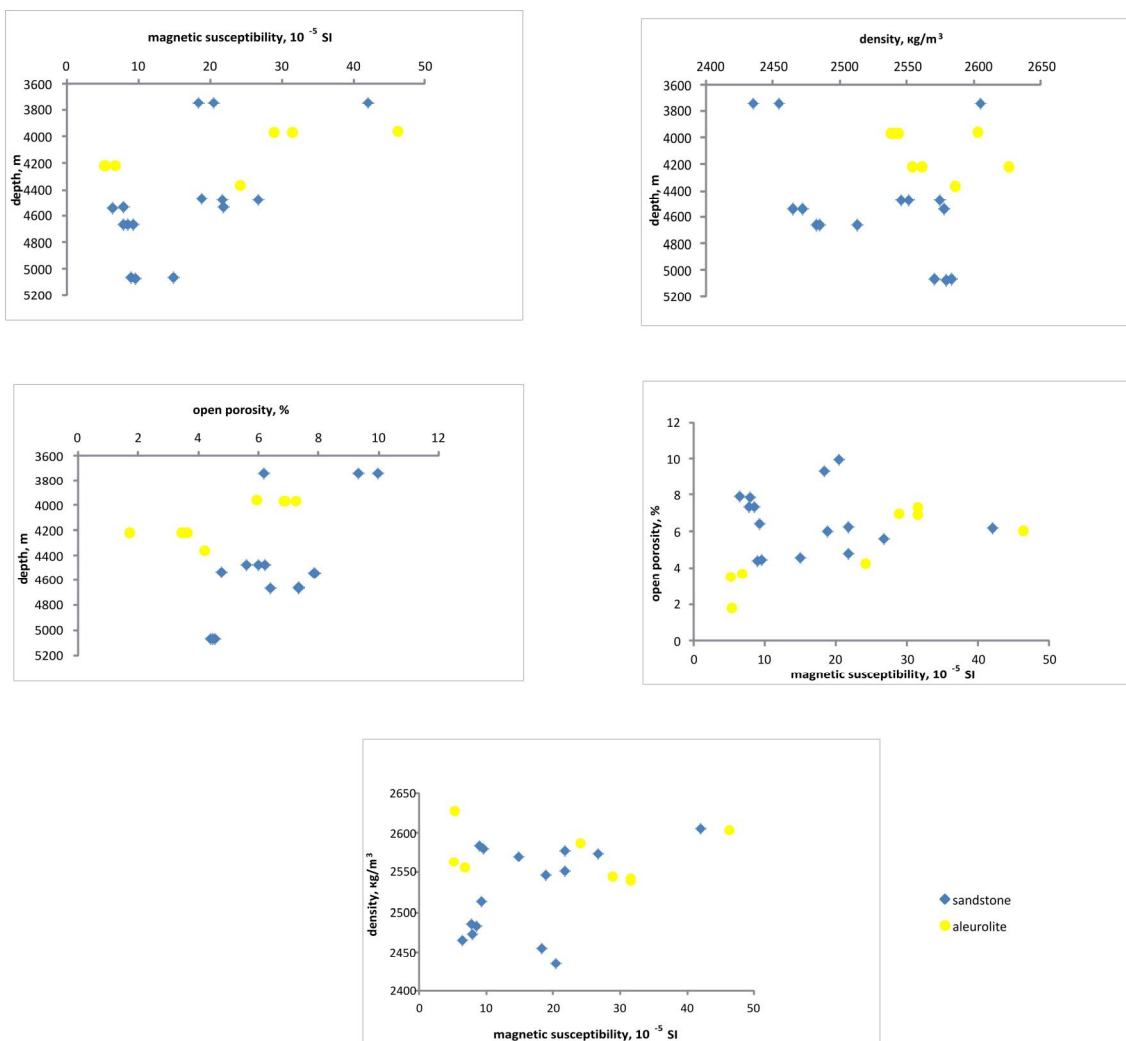 magnetic susceptibility, 10 -5 SI
0 10 20 30 40 50
3600
3800
4000
4200
4400
4600
4800
5000
5200
depth, m
density, кg/m3
2400 2450 2500 2550 2600 2650
3600
3800
4000
4200
4400
4600
4800
5000
5200
depth, m
open porosity, %
0 2 4 6 8 10 12
3600
3800
4000
4200
4400
4600
4800
5000
5200
depth, m
12
10
8
6
4
2
0
open porosity, %
0 10 20 30 40 50
magnetic susceptibility, 10 -5 SI
2650
2600
2550
2500
2450
2400
density, кg/m3
0 10 20 30 40 50
magnetic susceptibility, 10 -5 SI
sandstone
aleurolite